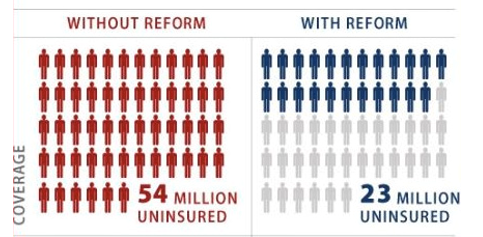 WITHOUT REFORM
WITH REFORM
COVERAGE
54 MILLION
UNINSURED
23 MILLION
UNINSURED